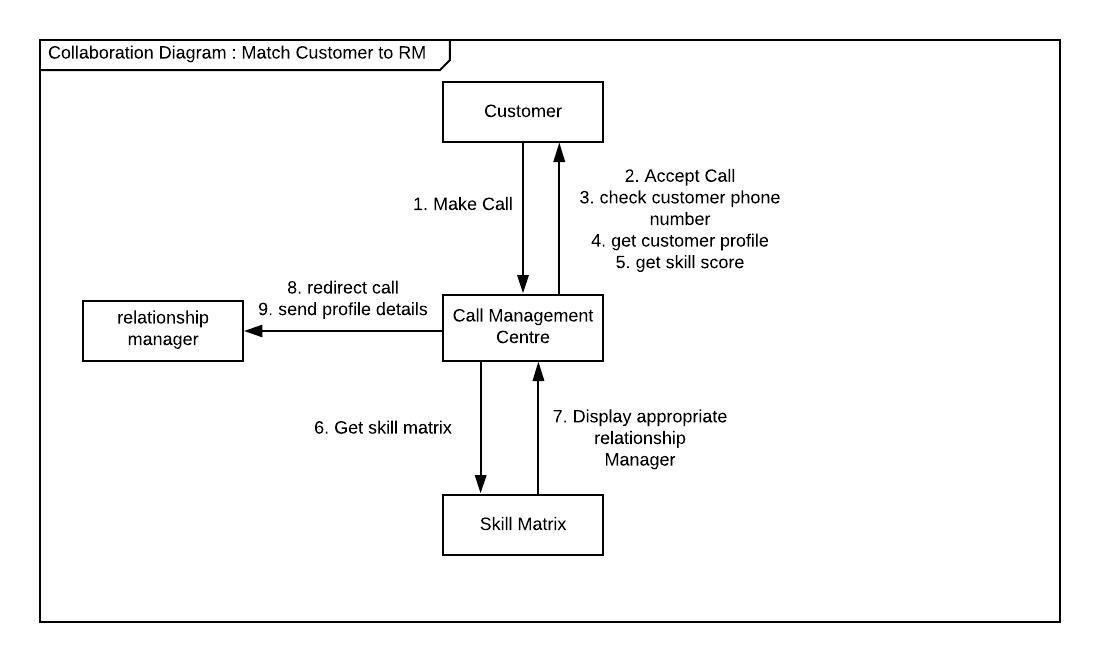 Collaboration Diagram : Match Customer to RM
Customer
1. Make Call
2. Accept Call
3. check customer phone
number
4. get customer profile
5. get skill score
8. redirect call
9. send profile details
relationship
manager
Call Management
Centre
6. Get skill matrix
7. Display appropriate
relationship
Manager
Skill Matrix